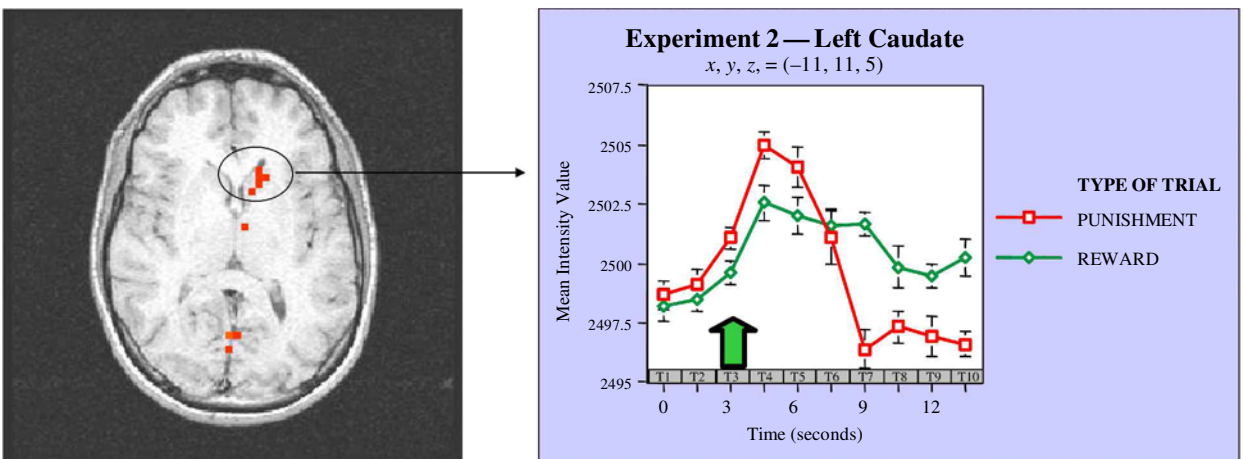 Experiment 2 — Left Caudate
x, y, z, = (–11, 11, 5)
Mean Intensity Value
2507.5
2505
2502.5
2500
2497.5
2495
T1 T2 T3 T4 T5 T6 T7 T8 T9 T10
0 3 6 9 12
Time (seconds)
TYPE OF TRIAL
PUNISHMENT
REWARD